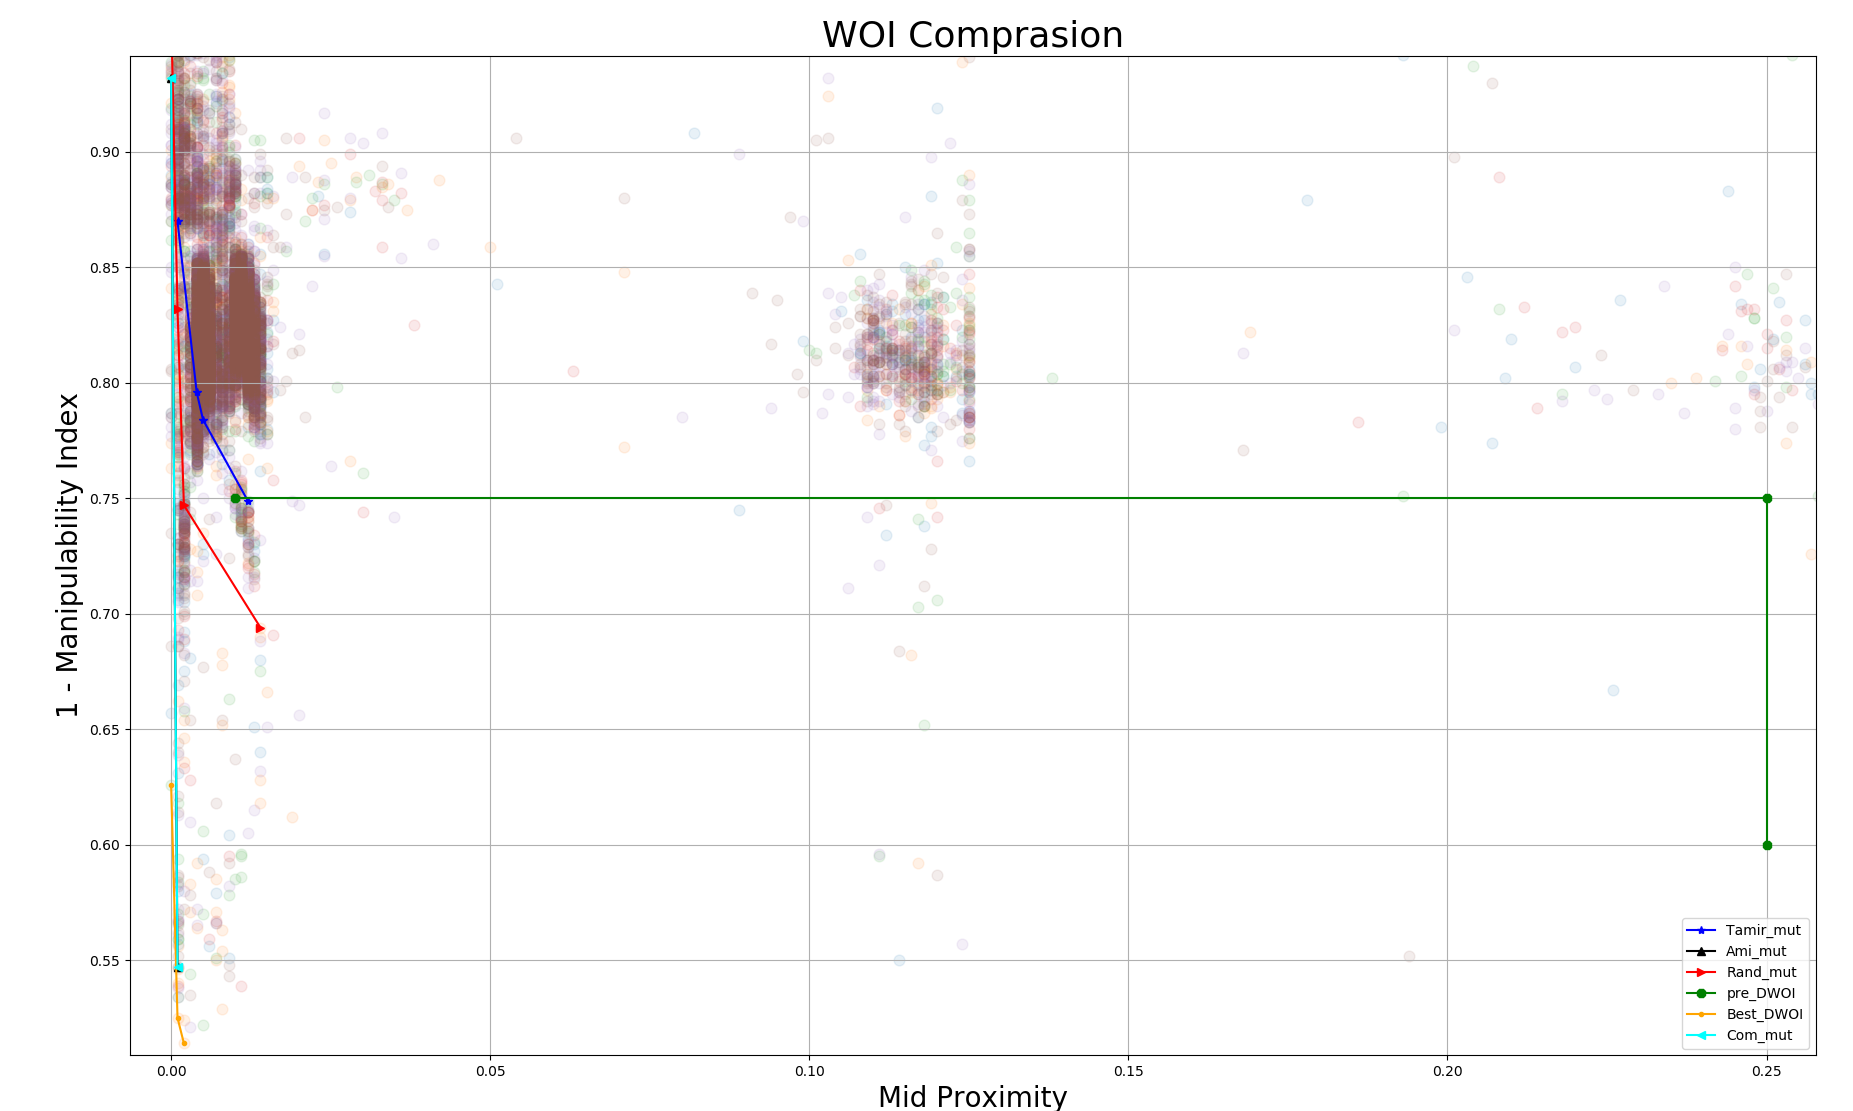 WOI Comprasion
1 - Manipulability Index
0.90
0.85
0.80
0.75
0.70
0.65
0.60
0.55
0.00
0.05
0.10
0.15
0.20
0.25
Mid Proximity
Tamir_mut
Ami_mut
Rand_mut
pre_DWOI
Best_DWOI
Com_mut